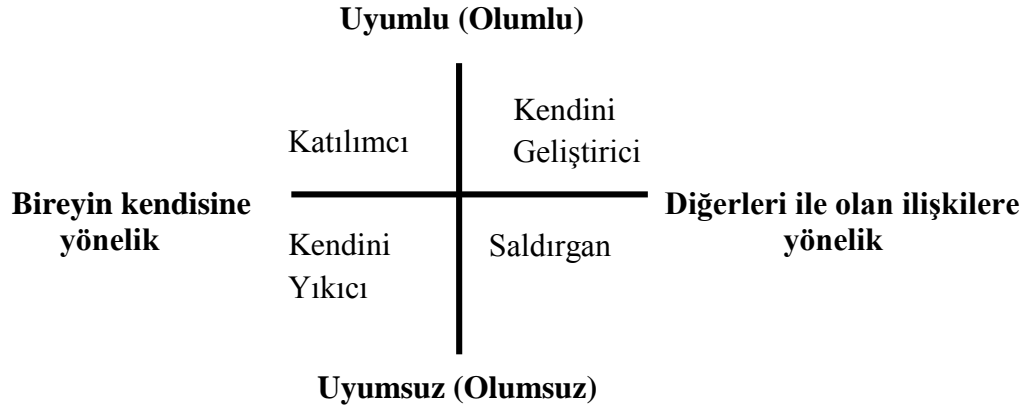 Uyumlu (Olumlu)
Katılımcı
Kendini
Geliştirici
Bireyin kendisine
yönelik
Diğerleri ile olan ilişkilere
yönelik
Kendini
Yıkıcı
Saldırgan
Uyumsuz (Olumsuz)